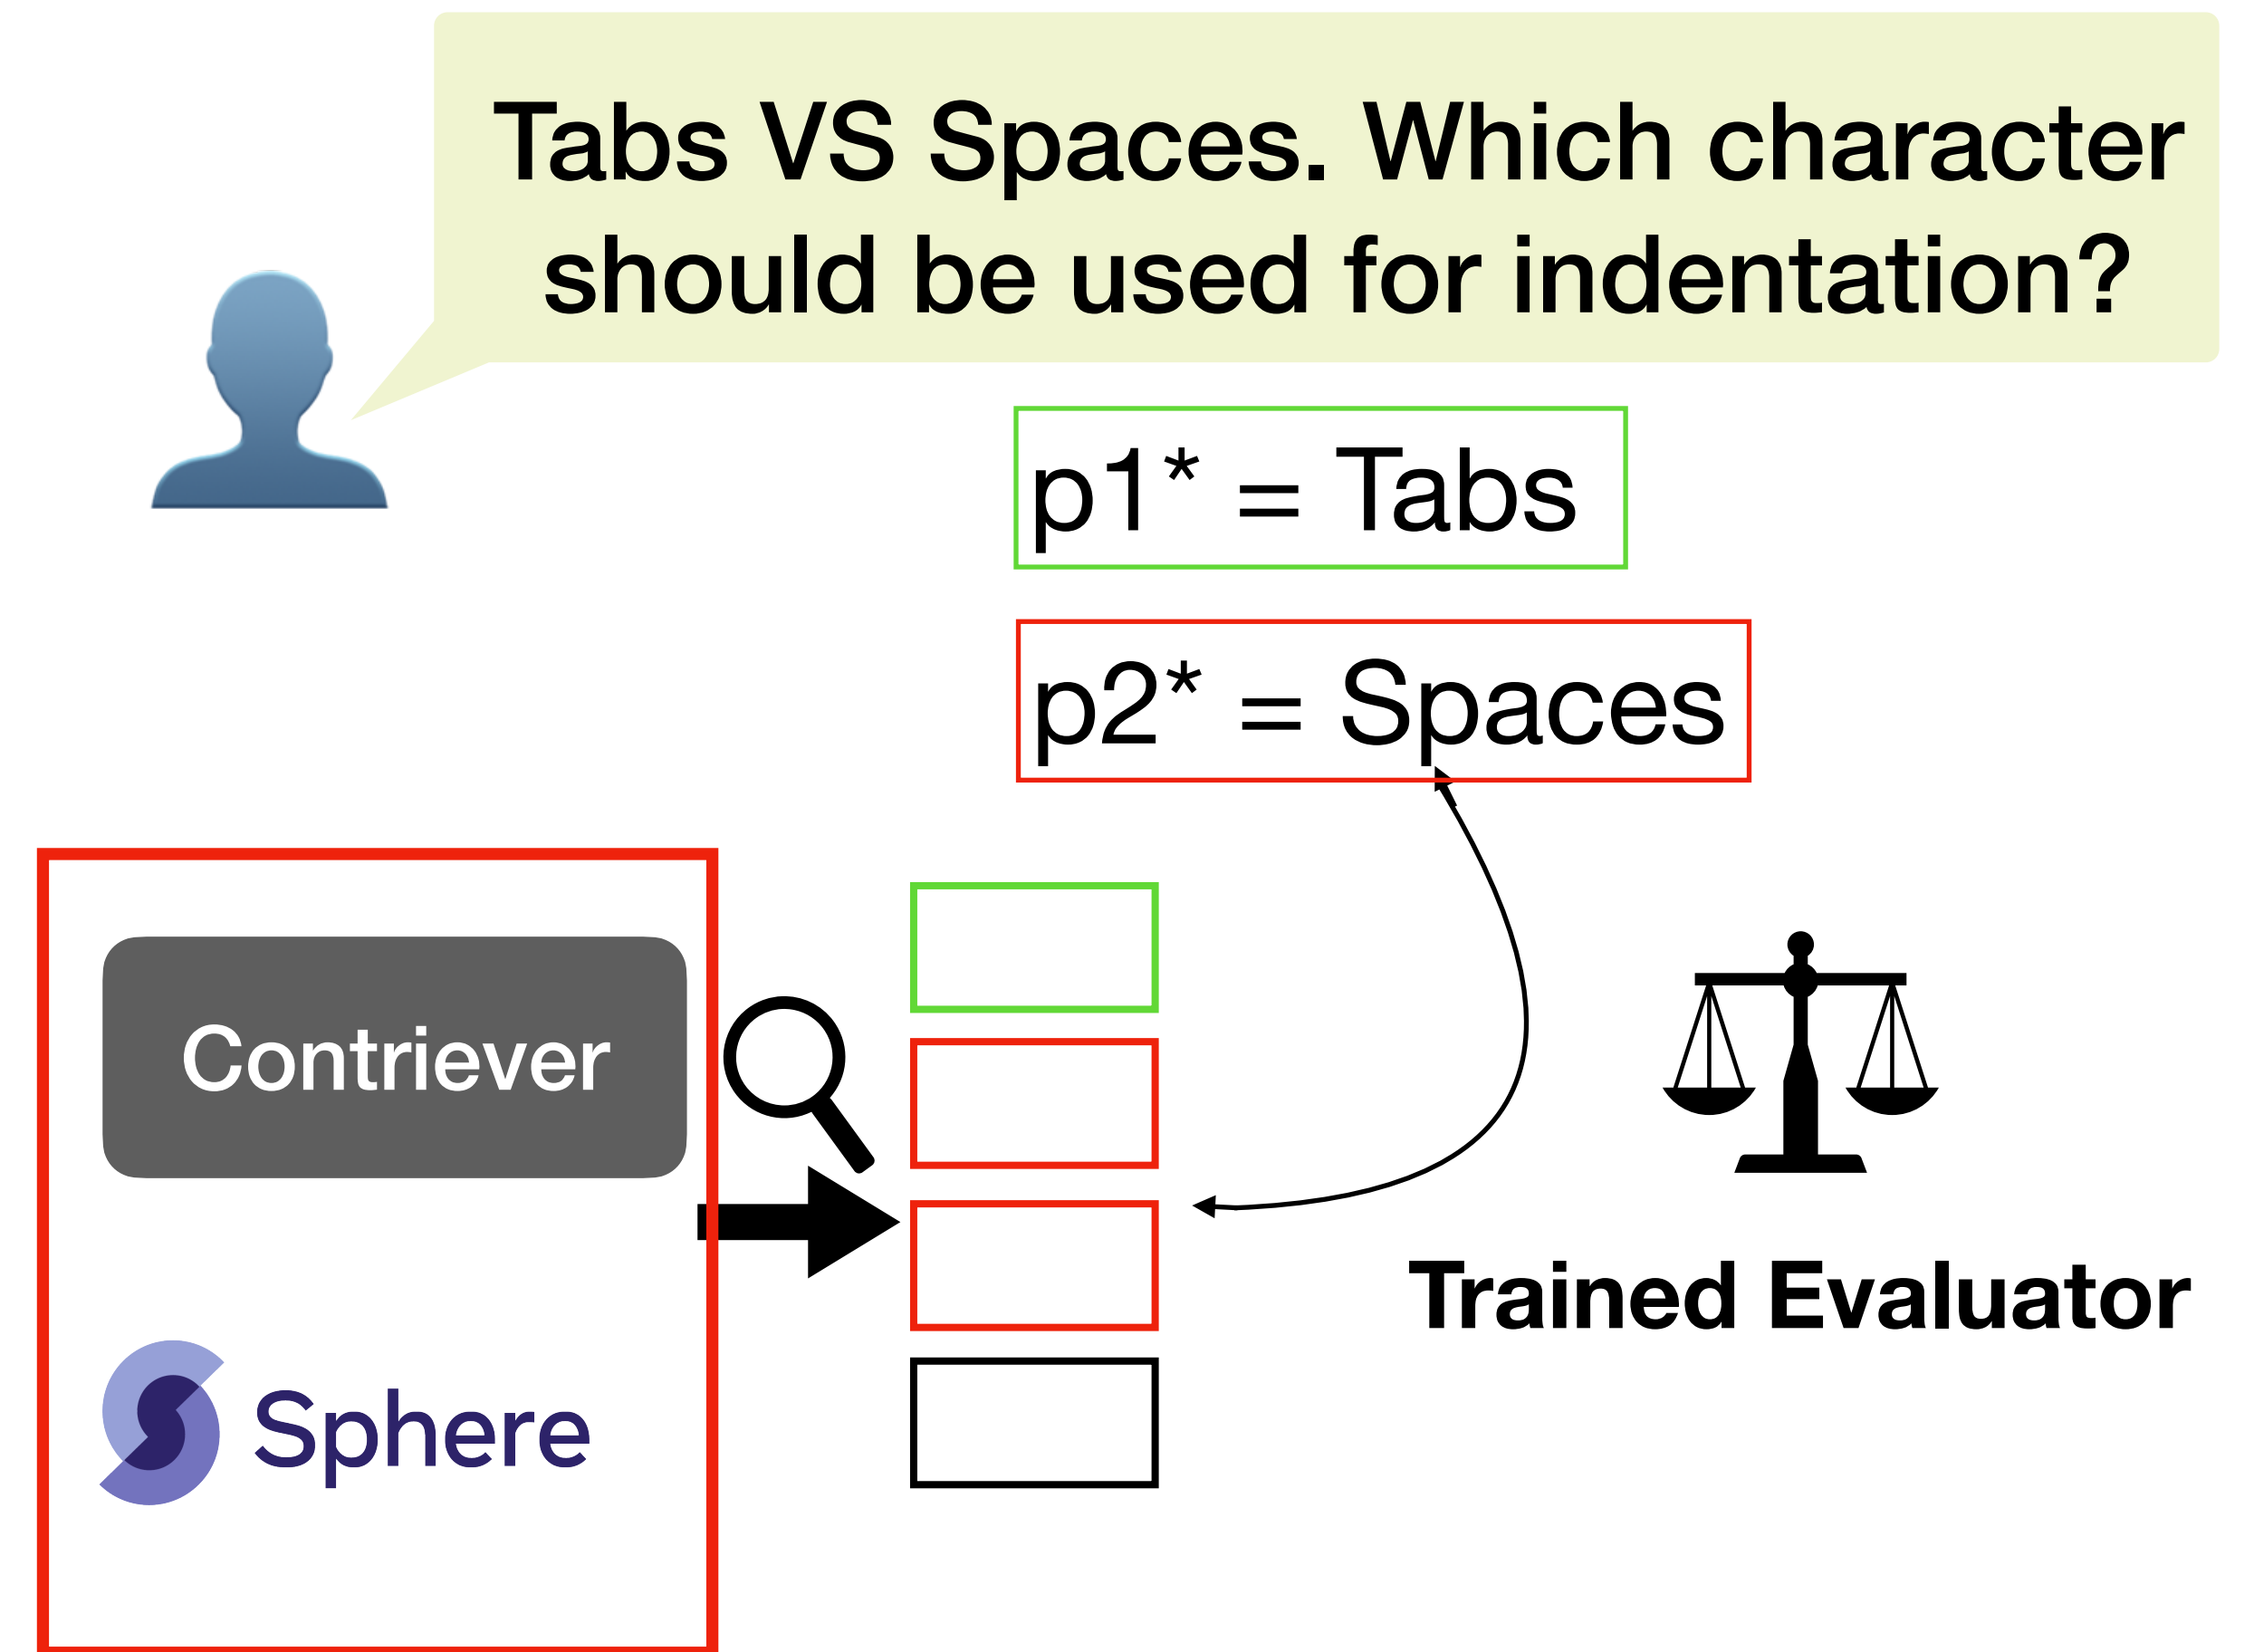 Tabs VS Spaces. Which character
should be used for indentation?
p1* = Tabs
p2* = Spaces
Contriever
Sphere
Trained Evaluator